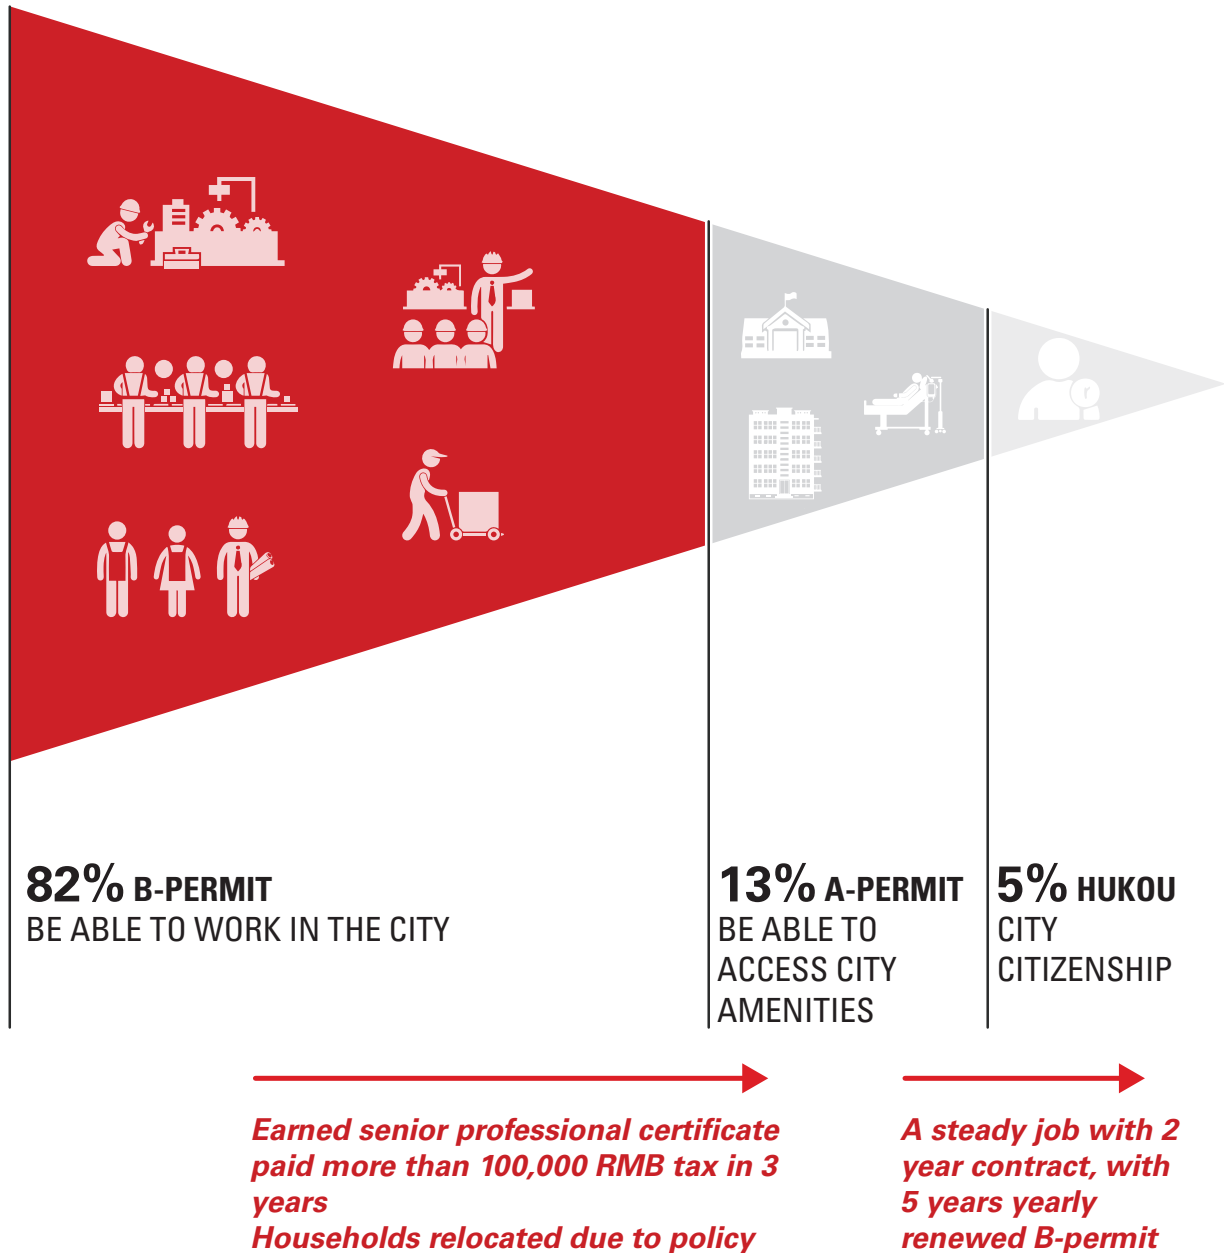 82% B-PERMIT
BE ABLE TO WORK IN THE CITY
13% A-PERMIT
BE ABLE TO
ACCESS CITY
AMENITIES
5% HUKOU
CITY
CITIZENSHIP
Earned senior professional certificate
paid more than 100,000 RMB tax in 3
years
Households relocated due to policy
A steady job with 2
year contract, with
5 years yearly
renewed B-permit